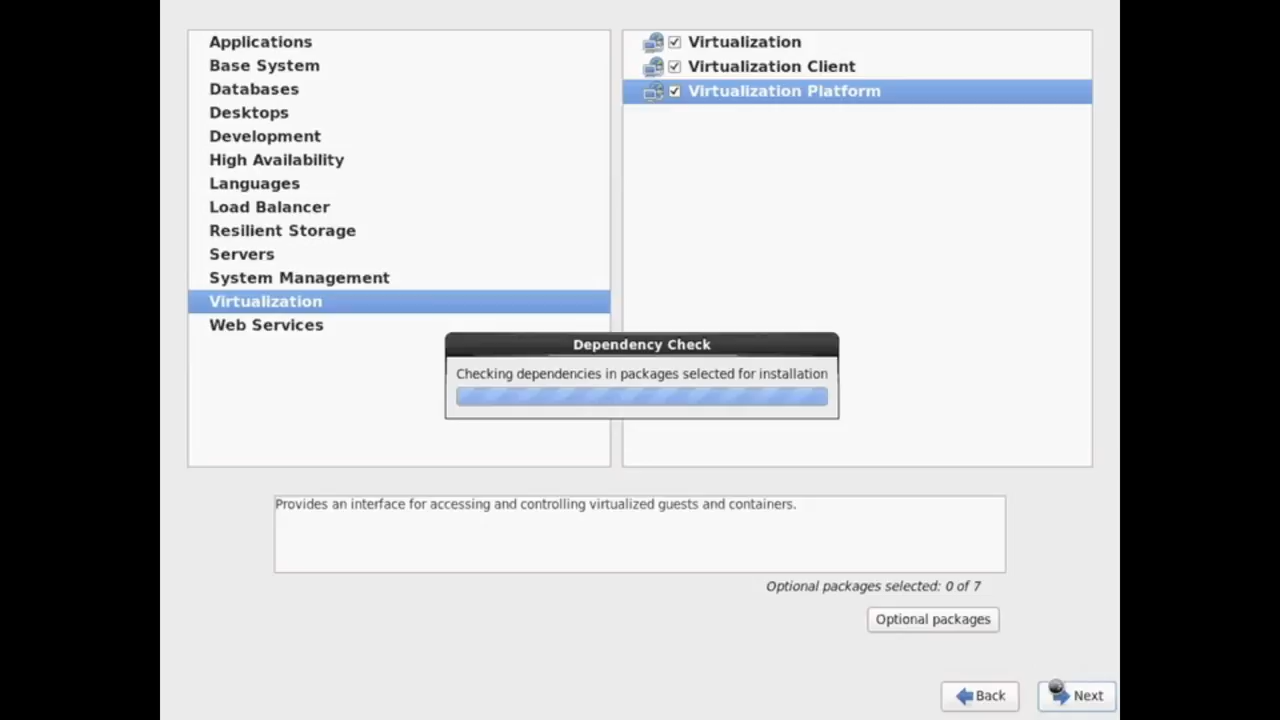 Applications
Base System
Databases
Desktops
Development
High Availability
Languages
Load Balancer
Resilient Storage
Servers
System Management
Virtualization
Web Services
Virtualization
Virtualization Client
Virtualization Platform
Dependency Check
Checking dependencies in packages selected for installation
Provides an interface for accessing and controlling virtualized guests and containers.
Optional packages selected: 0 of 7
Optional packages
Back
Next